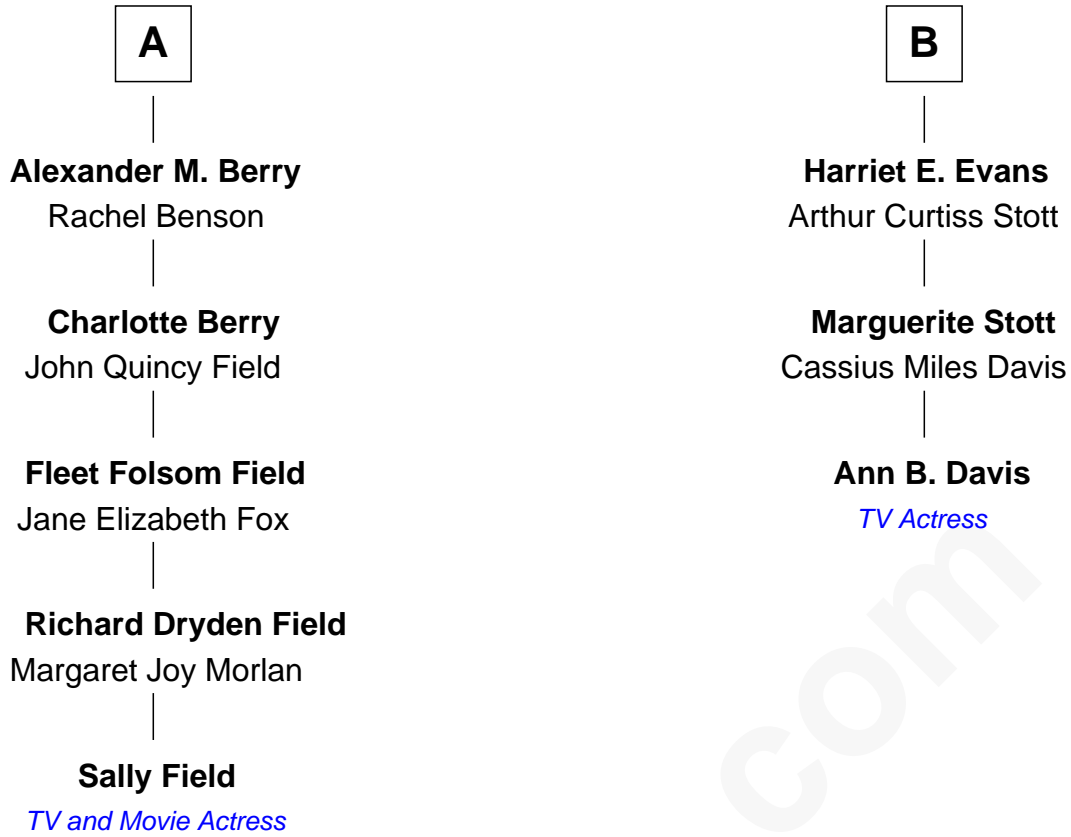 A
Alexander M. Berry
Rachel Benson
Charlotte Berry
John Quincy Field
Fleet Folsom Field
Jane Elizabeth Fox
Richard Dryden Field
Margaret Joy Morlan
Sally Field
TV and Movie Actress
B
Harriet E. Evans
Arthur Curtiss Stott
Marguerite Stott
Cassius Miles Davis
Ann B. Davis
TV Actress
com